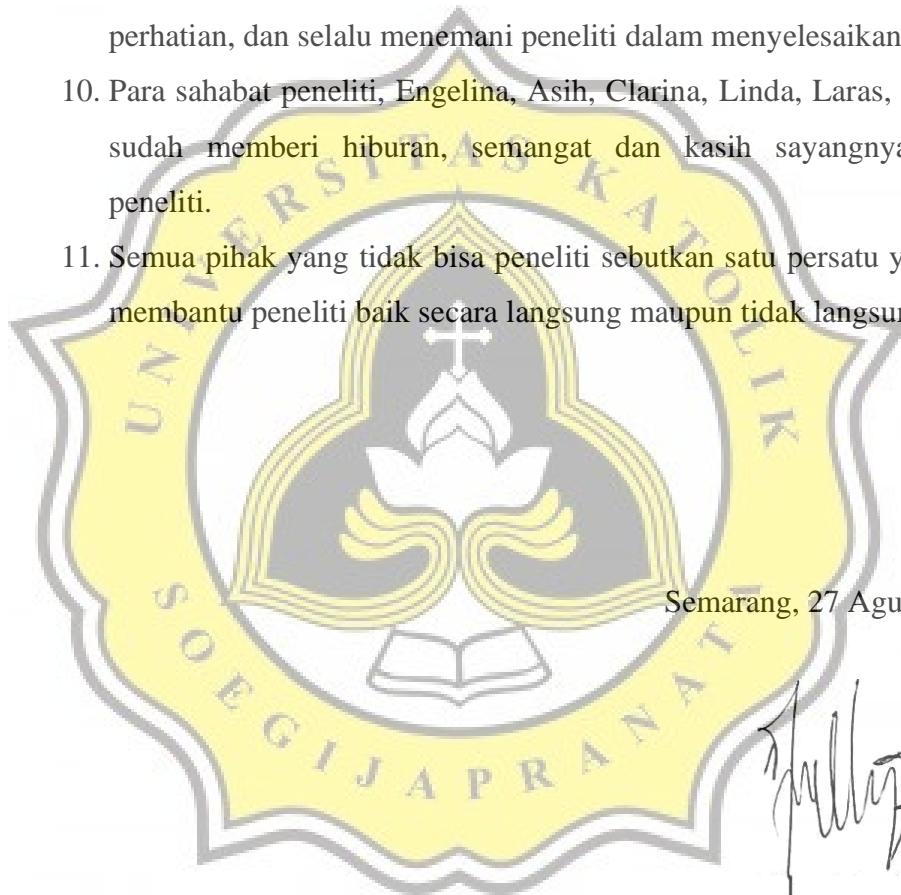 perhatian, dan selalu menemani peneliti dalam menyelesaikan
10. Para sahabat peneliti, Engelina, Asih, Clarina, Linda, Laras,
sudah memberi hiburan, semangat dan kasih sayangnya
peneliti.
11. Semua pihak yang tidak bisa peneliti sebutkan satu persatu
membantu peneliti baik secara langsung maupun tidak
Semarang, 27
UNIVERSITAS KATOLIK
SOEGIJAPRANATA